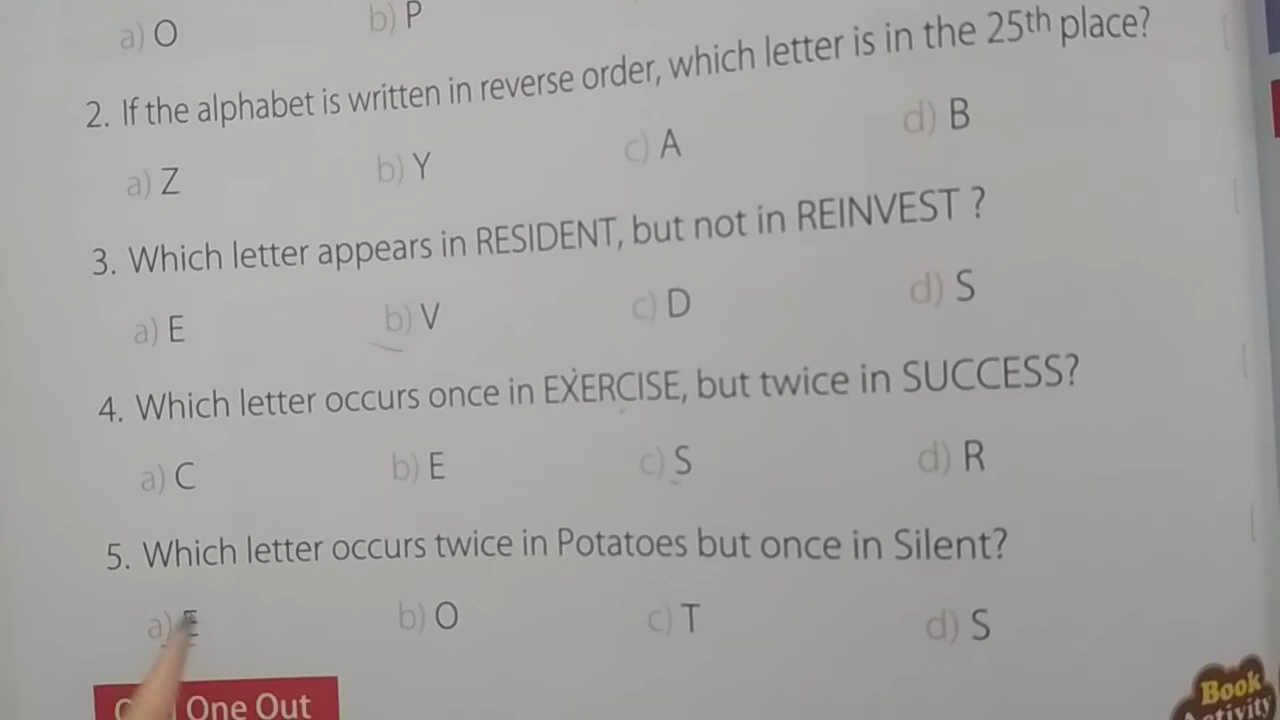 a) O b) P
2. If the alphabet is written in reverse order, which letter is in the 25th place?
a) Z b) Y c) A d) B
3. Which letter appears in RESIDENT, but not in REINVEST ?
a) E b) V c) D d) S
4. Which letter occurs once in EXERCISE, but twice in SUCCESS?
a) C b) E c) S d) R
5. Which letter occurs twice in Potatoes but once in Silent?
a) E b) O c) T d) S
One Out
Book